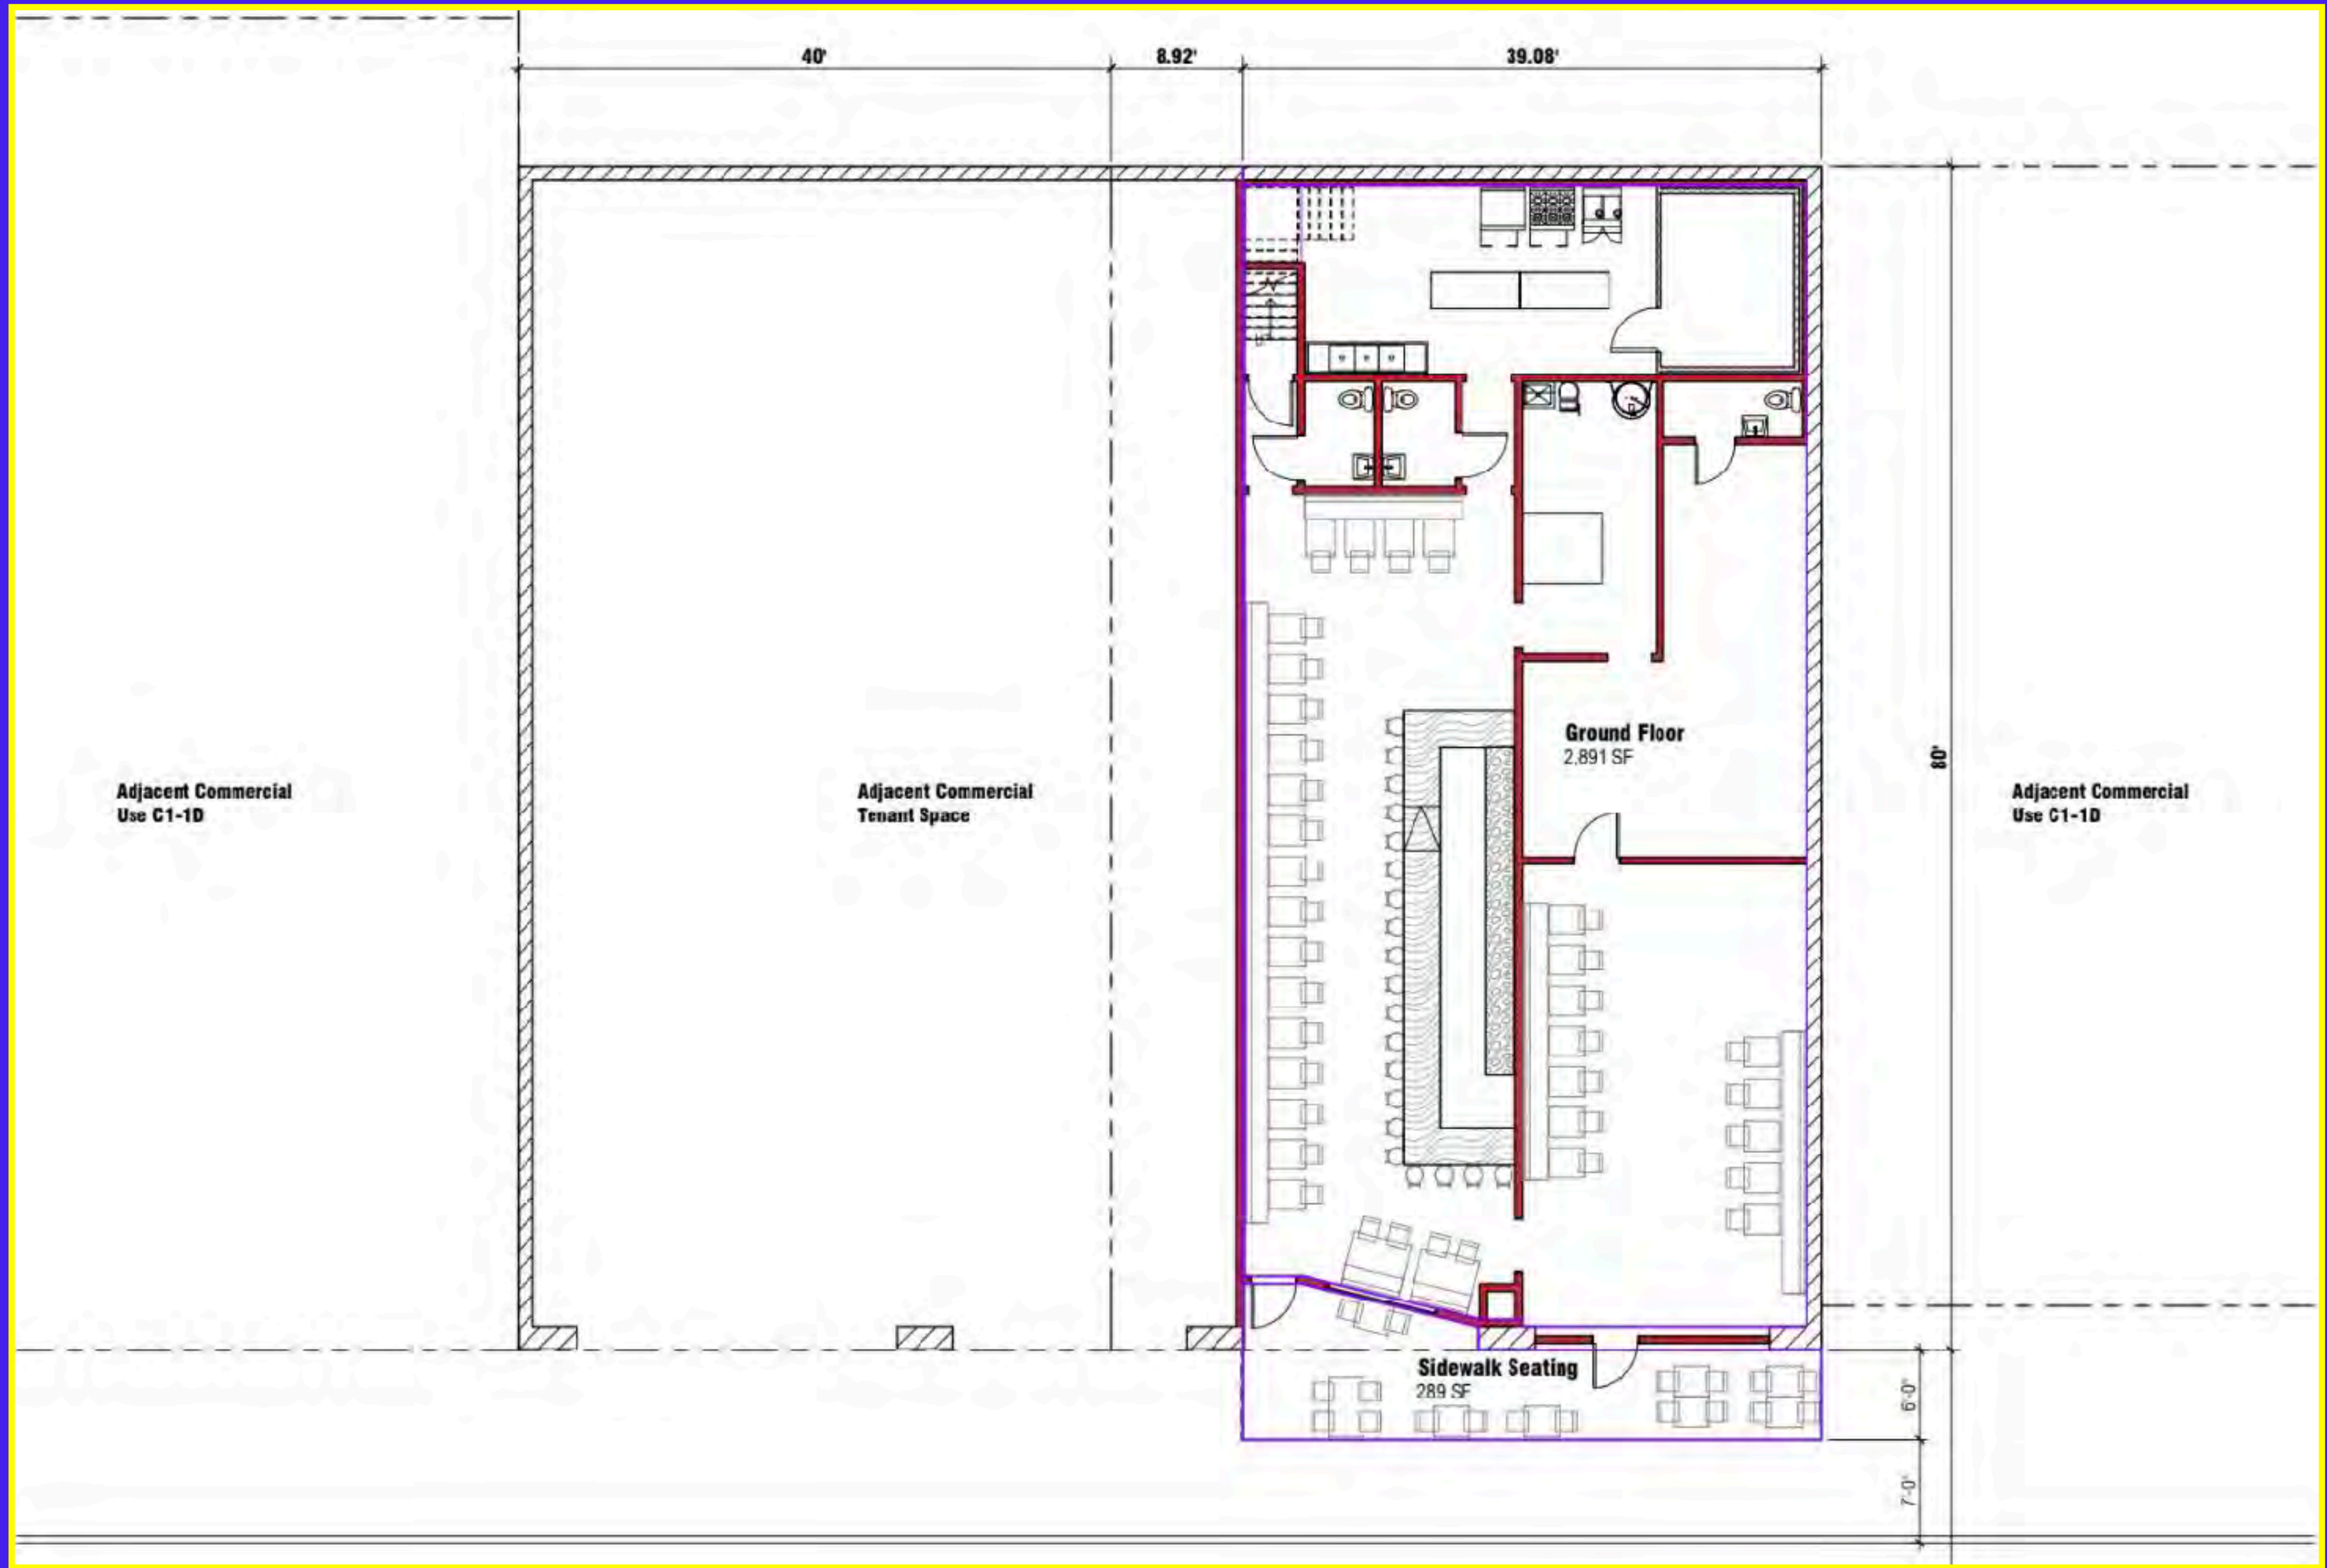 40'
8.92'
39.08'
Ground Floor
2,891 SF
80'
Adjacent Commercial
Use C1-1D
Adjacent Commercial
Tenant Space
Adjacent Commercial
Use C1-1D
Sidewalk Seating
289 SF
6'-0"
7'-0"